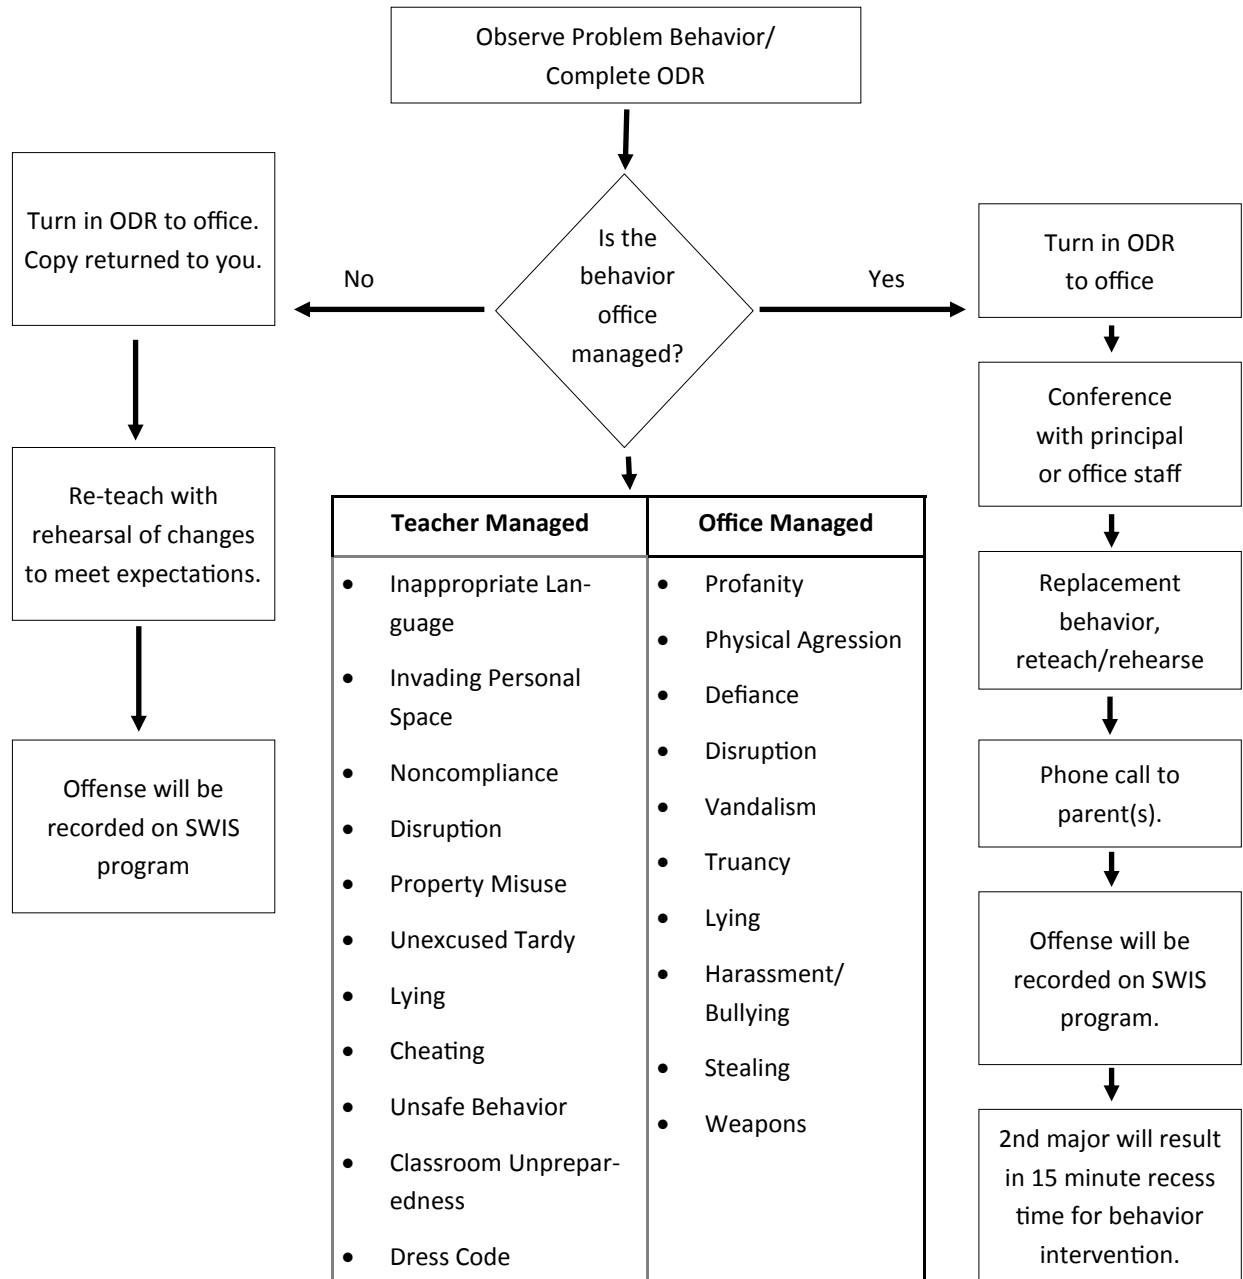 Observe Problem Behavior/
Complete ODR
Turn in ODR to office.
Copy returned to you.
No
Is the
behavior
office
managed?
Yes
Turn in ODR
to office
Re-teach with
rehearsal of changes
to meet expectations.
Offense will be
recorded on SWIS
program
Conference
with principal
or office staff
Replacement
behavior,
reteach/rehearse
Phone call to
parent(s).
Offense will be
recorded on SWIS
program.
2nd major will result
in 15 minute recess
time for behavior
intervention.
Teacher Managed
• Inappropriate Lan-
guage
• Invading Personal
Space
• Noncompliance
• Disruption
• Property Misuse
• Unexcused Tardy
• Lying
• Cheating
• Unsafe Behavior
• Classroom Unprepar-
edness
• Dress Code
Office Managed
• Profanity
• Physical Agression
• Defiance
• Disruption
• Vandalism
• Truancy
• Lying
• Harassment/
Bullying
• Stealing
• Weapons